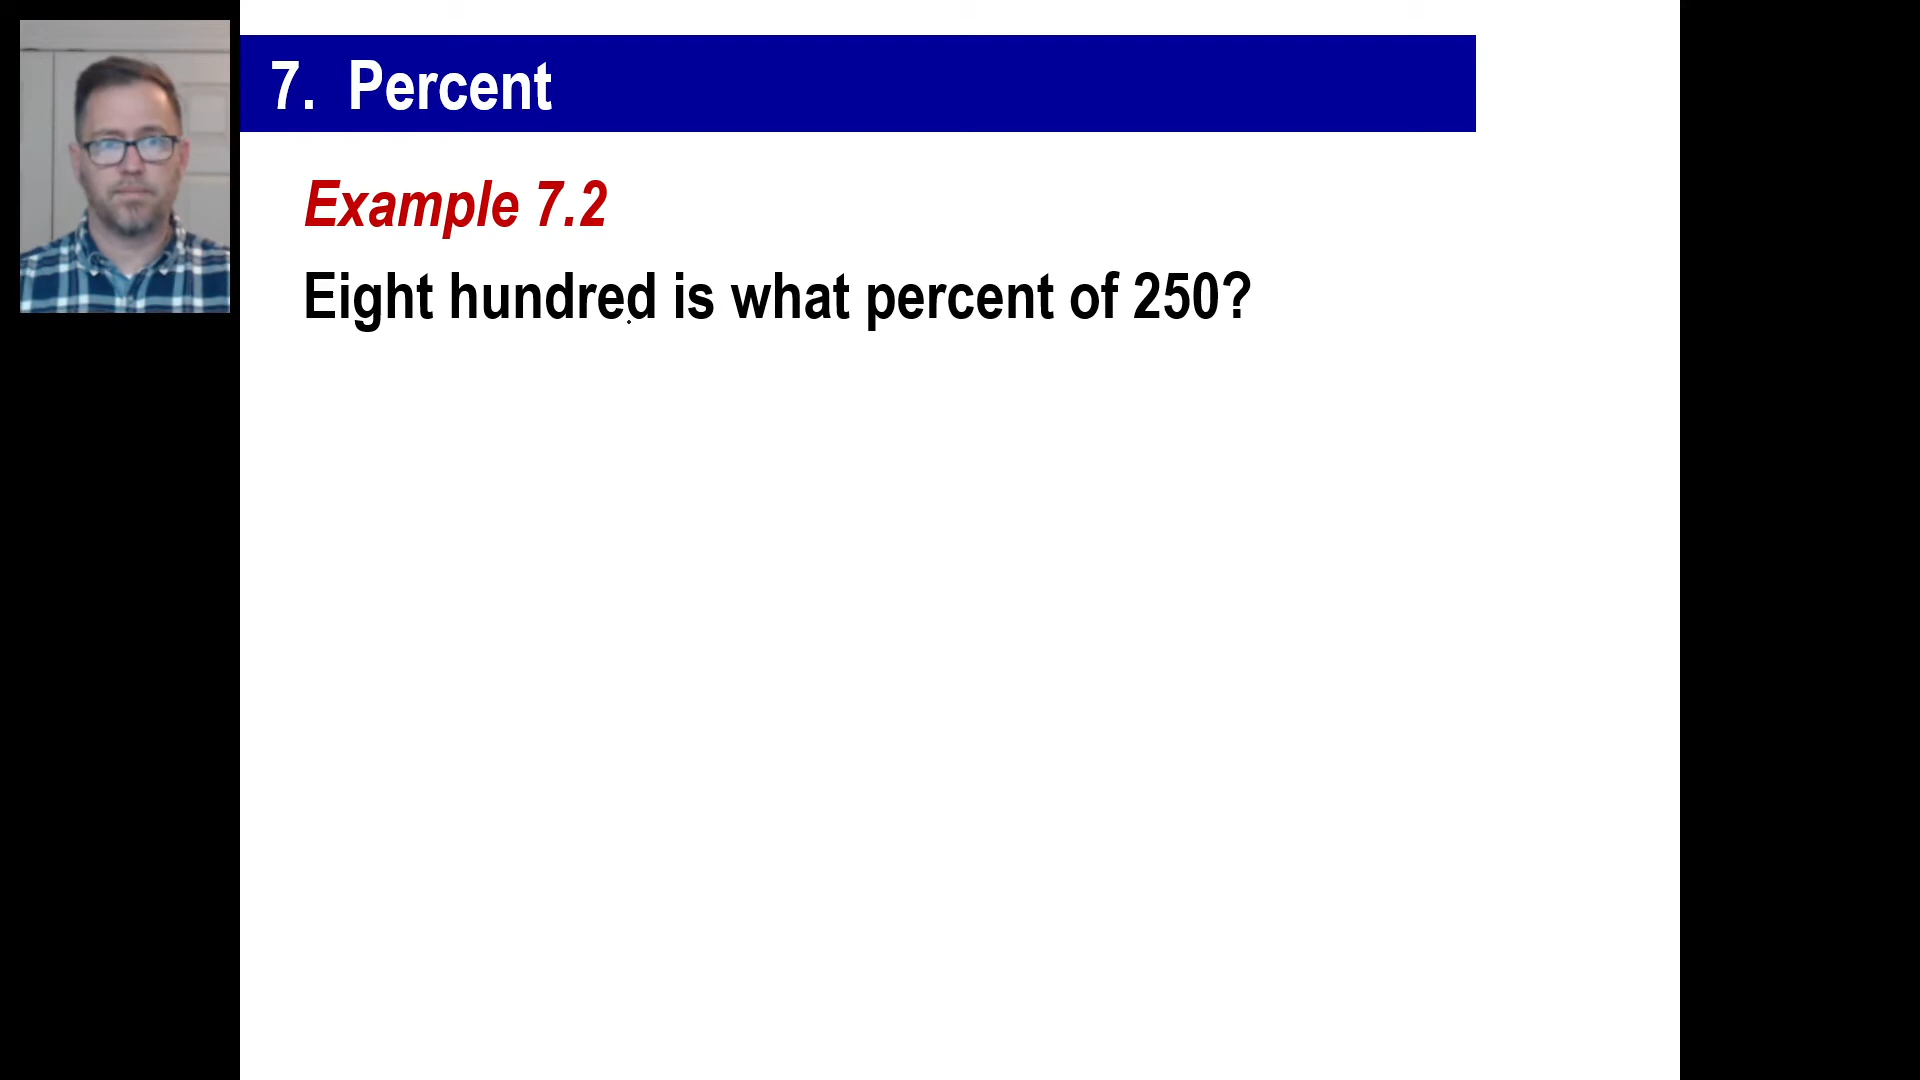 7. Percent
Example 7.2
Eight hundred is what percent of 250?